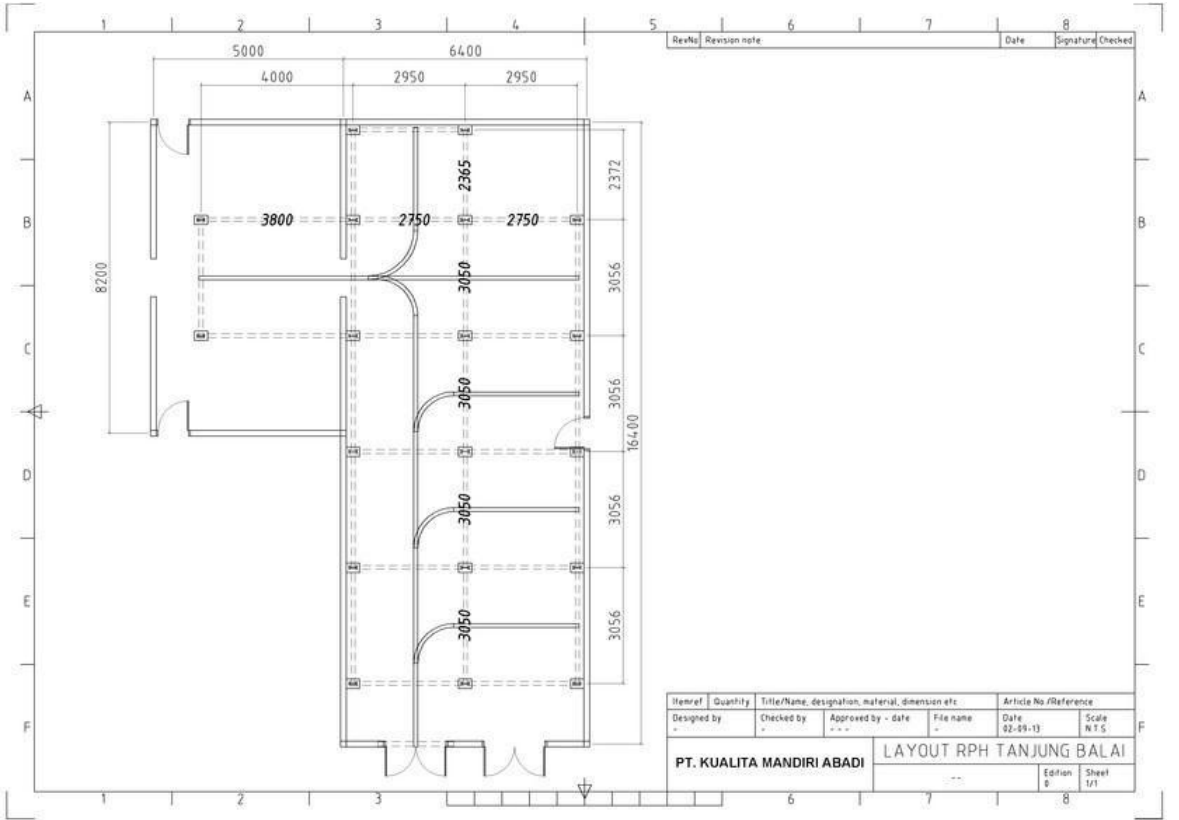 1 2 3 4 5 6 7 8
RevNo Revision note Date Signature Checked
5000 6400
4000 2950 2950
A A
2365 2372
B 3800 2750 2750 B
8200 3050 3056
C C
3050 3056
16400
D D
3050 3056
E E
3050 3056
Itemref Quantity Title/Name, designation, material, dimension etc Article No./Reference
F F
Designed by Checked by Approved by - date File name Date Scale
- - - - - - 02-09-13 N.T.S
PT. KUALITA MANDIRI ABADI
LAYOUT RPH TANJUNG BALAI
-- Edition Sheet
0 1/1
1 2 3 6 7 8